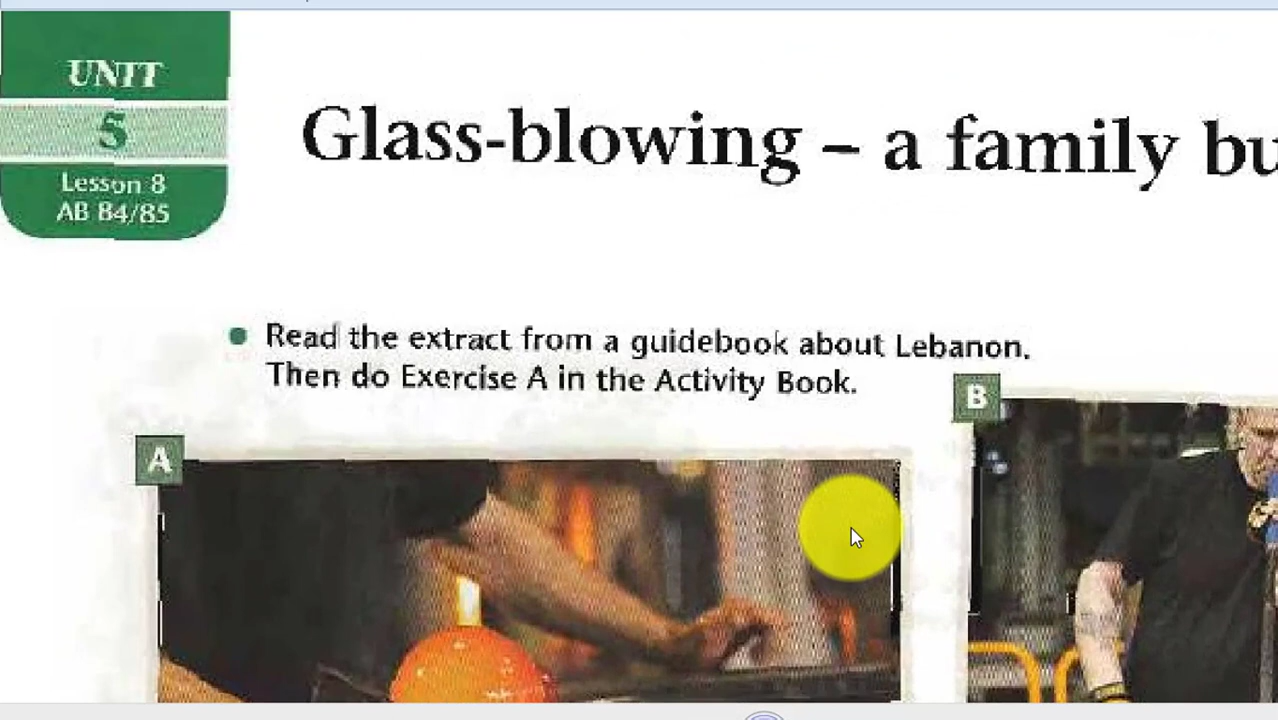 UNIT
5
Lesson 8
AB 84/85
Glass-blowing – a family bu
Read the extract from a guidebook about Lebanon.
Then do Exercise A in the Activity Book.
A
B